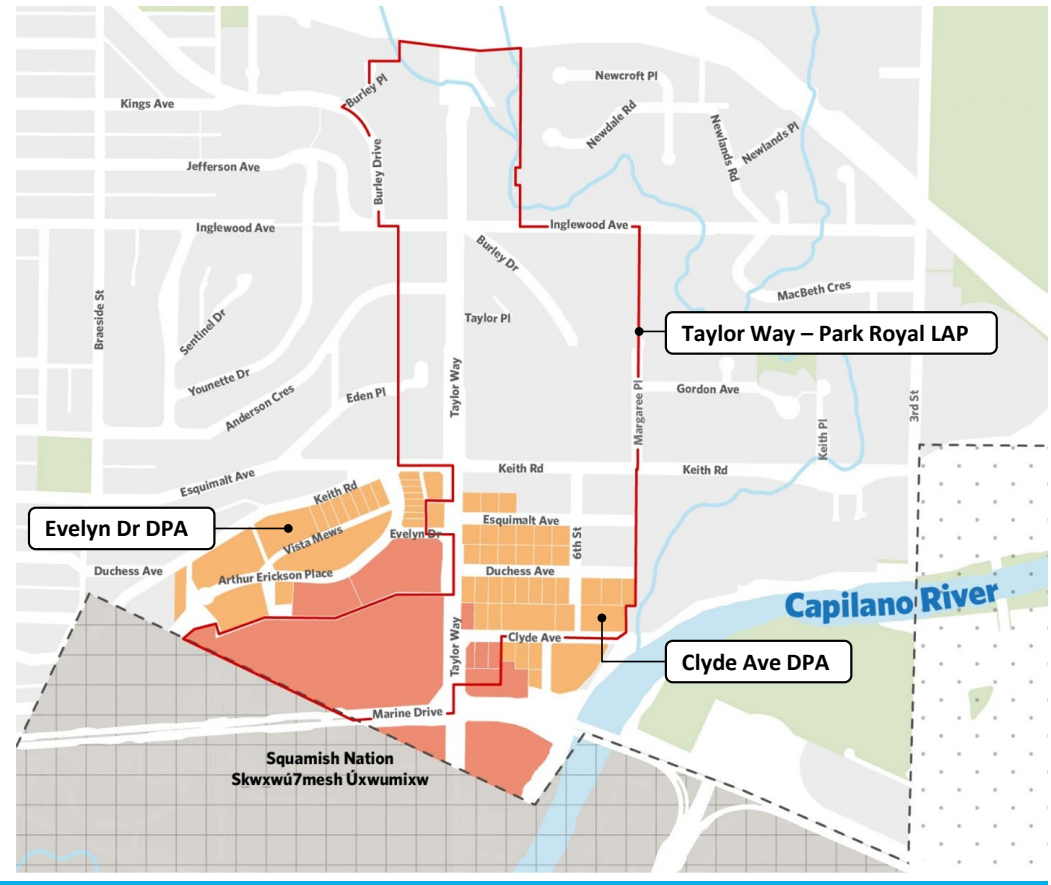 Newcroft Pl
Burley Pl
Kings Ave
Newdale Rd
Newlands Rd
Newlands Pl
Jefferson Ave
Burley Drive
Inglewood Ave
Inglewood Ave
Burley Dr
MacBeth Cres
Braeside St
Sentinel Dr
Taylor Pl
Taylor Way – Park Royal LAP
Younette Dr
Anderson Cres
Eden Pl
Taylor Way
Gordon Ave
Margaree Pl
Keith Pl
3rd St
Esquimalt Ave
Keith Rd
Keith Rd
Keith Rd
Evelyn Dr DPA
Vista Mews
Evelyn Dr
Esquimalt Ave
6th St
Duchess Ave
Arthur Erickson Place
Duchess Ave
Capilano River
Taylor Way
Clyde Ave
Clyde Ave DPA
Marine Drive
Squamish Nation
Skwxwú7mesh Úxwumixw